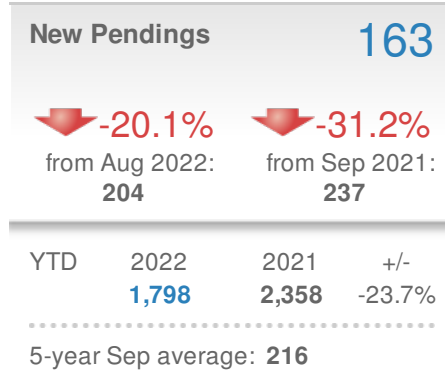 New Pendings 163
-20.1% -31.2%
from Aug 2022: from Sep 2021:
204 237
YTD 2022 2021 +/-
1,798 2,358 -23.7%
5-year Sep average: 216